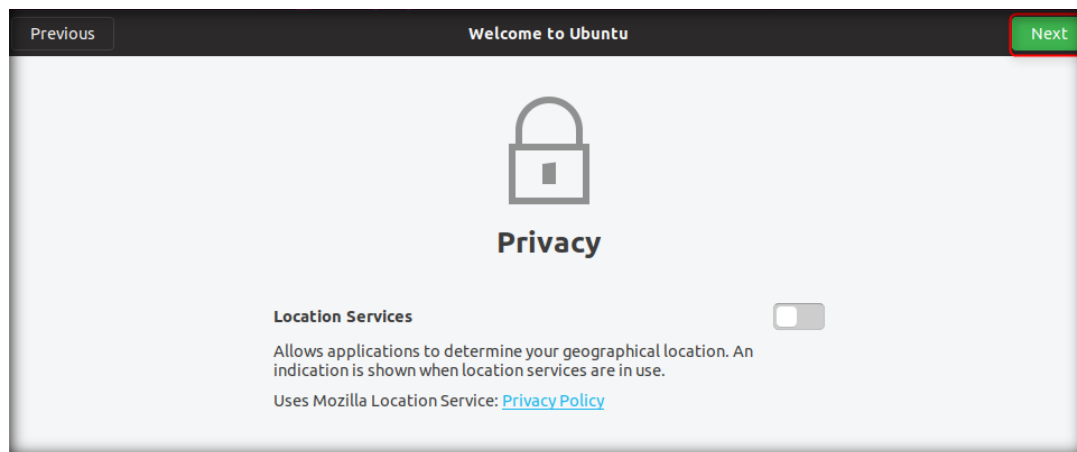 Previous
Welcome to Ubuntu
Next
Privacy
Location Services
Allows applications to determine your geographical location. An
indication is shown when location services are in use.
Uses Mozilla Location Service: Privacy Policy